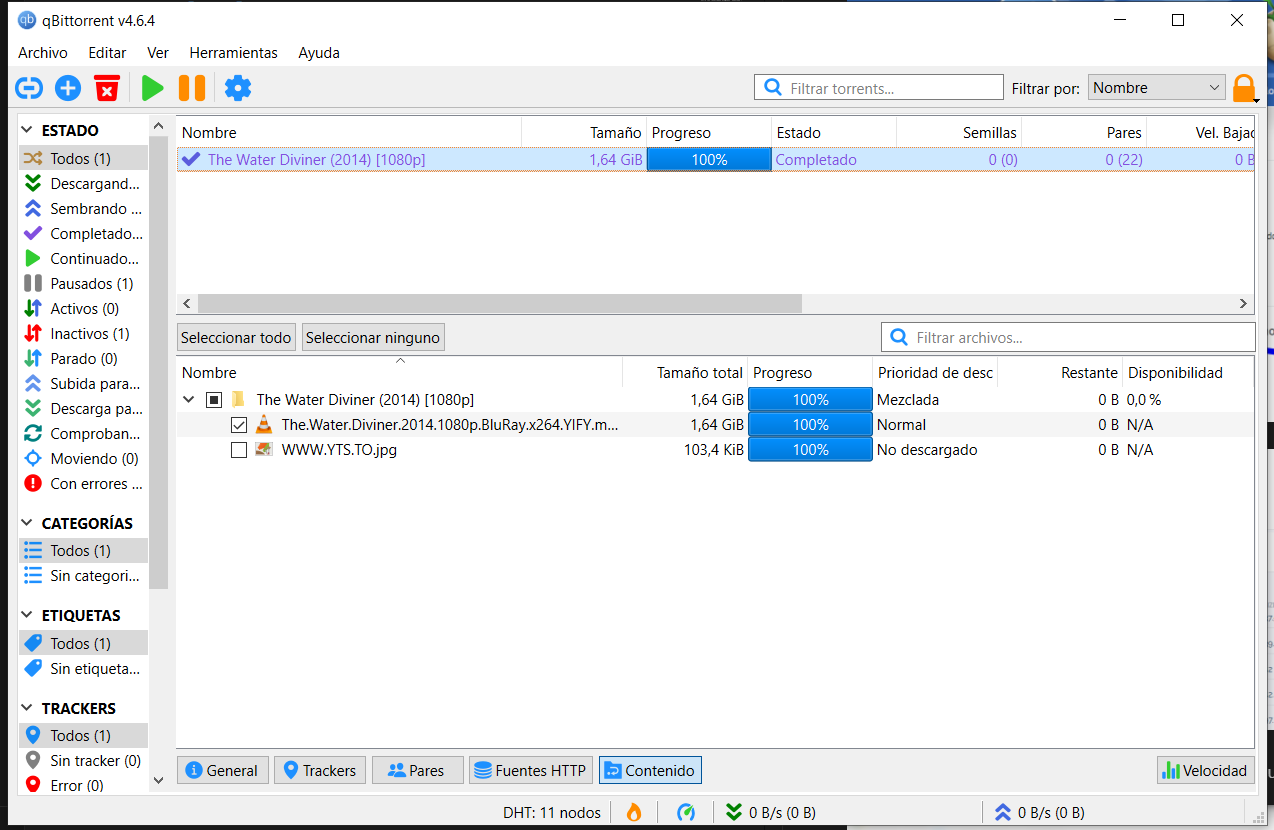 qBittorrent v4.6.4
Archivo Editar Ver Herramientas Ayuda
Filtrar torrents... Filtrar por: Nombre
ESTADO
Todos (1)
Descargand...
Sembrando ...
Completado...
Continuado...
Pausados (1)
Activos (0)
Inactivos (1)
Parado (0)
Subida para...
Descarga pa...
Comproban...
Moviendo (0)
Con errores ...
CATEGORÍAS
Todos (1)
Sin categori...
ETIQUETAS
Todos (1)
Sin etiqueta...
TRACKERS
Todos (1)
Sin tracker (0)
Error (0)
Nombre Tamaño Progreso Estado Semillas Pares Vel. Bajad
The Water Diviner (2014) [1080p] 1,64 GiB 100% Completado 0 (0) 0 (22) 0 B
Seleccionar todo Seleccionar ninguno Filtrar archivos...
Nombre Tamaño total Progreso Prioridad de desc Restante Disponibilidad
The Water Diviner (2014) [1080p] 1,64 GiB 100% Mezclada 0 B 0,0 %
The.Water.Diviner.2014.1080p.BluRay.x264.YIFY.m... 1,64 GiB 100% Normal 0 B N/A
WWW.YTS.TO.jpg 103,4 KiB 100% No descargado 0 B N/A
General Trackers Pares Fuentes HTTP Contenido Velocidad
DHT: 11 nodos 0 B/s (0 B) 0 B/s (0 B)